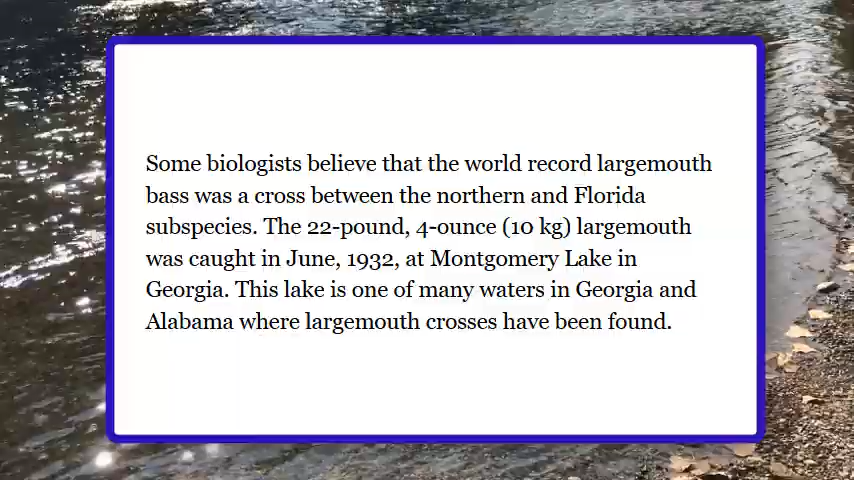 Some biologists believe that the world record largemouth
bass was a cross between the northern and Florida
subspecies. The 22-pound, 4-ounce (10 kg) largemouth
was caught in June, 1932, at Montgomery Lake in
Georgia. This lake is one of many waters in Georgia and
Alabama where largemouth crosses have been found.